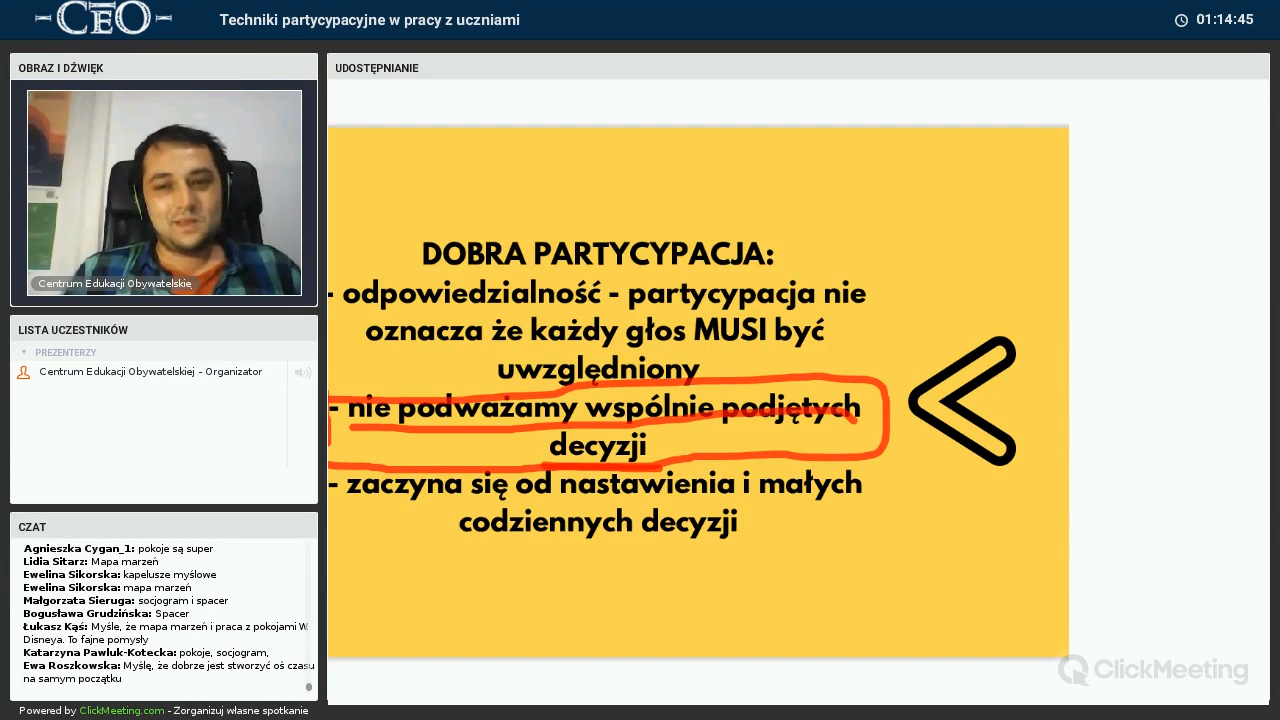 CEO
Techniki partycypacyjne w pracy z uczniami
01:14:45
OBRAZ I DŹWIĘK
Centrum Edukacji Obywatelskie
LISTA UCZESTNIKÓW
PREZENTERZY
Centrum Edukacji Obywatelskiej - Organizator
CZAT
Agnieszka Cygan_1: pokoje są super
Lidia Sitarz: Mapa marzeń
Ewelina Sikorska: kapelusze myślowe
Ewelina Sikorska: mapa marzeń
Małgorzata Sieruga: socjogram i spacer
Bogusława Grudzińska: Spacer
Łukasz Kąś: Myśle, że mapa marzeń i praca z pokojami W.
Disneya. To fajne pomysły
Katarzyna Pawluk-Kotecka: pokoje, socjogram,
Ewa Roszkowska: Myślę, że dobrze jest stworzyć oś czasu
na samym początku
Powered by ClickMeeting.com - Zorganizuj własne spotkanie
UDOSTĘPNIANIE
DOBRA PARTYCYPACJA:
- odpowiedzialność - partycypacja nie
oznacza że każdy głos MUSI być
uwzględniony
- nie podważamy wspólnie podjętych
decyzji
- zaczyna się od nastawienia i małych
codziennych decyzji
ClickMeeting